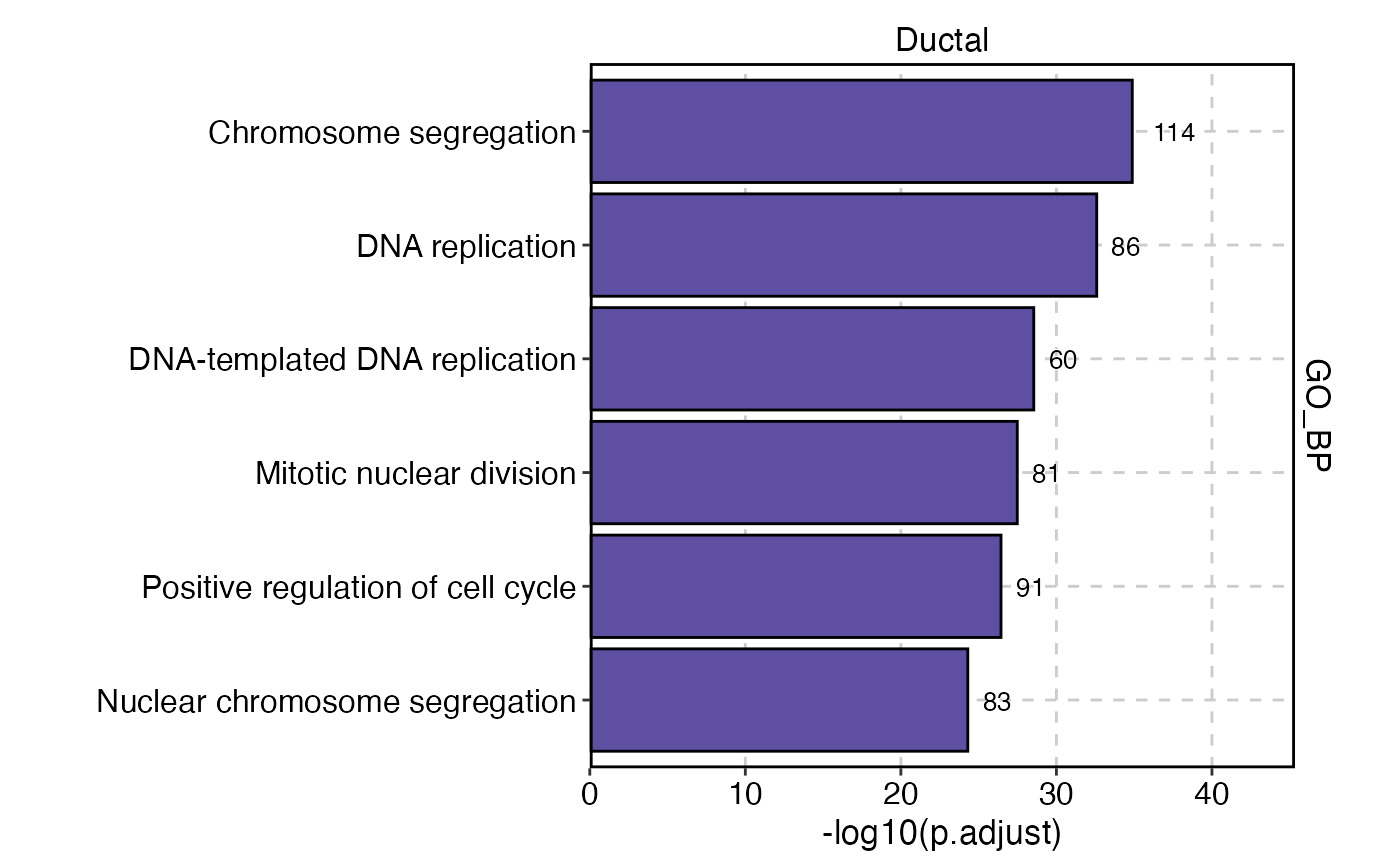 Ductal
Chromosome segregation 114
DNA replication 86
DNA-templated DNA replication 60
Mitotic nuclear division 81
Positive regulation of cell cycle 91
Nuclear chromosome segregation 83
GO_BP
0 10 20 30 40
-log10(p.adjust)